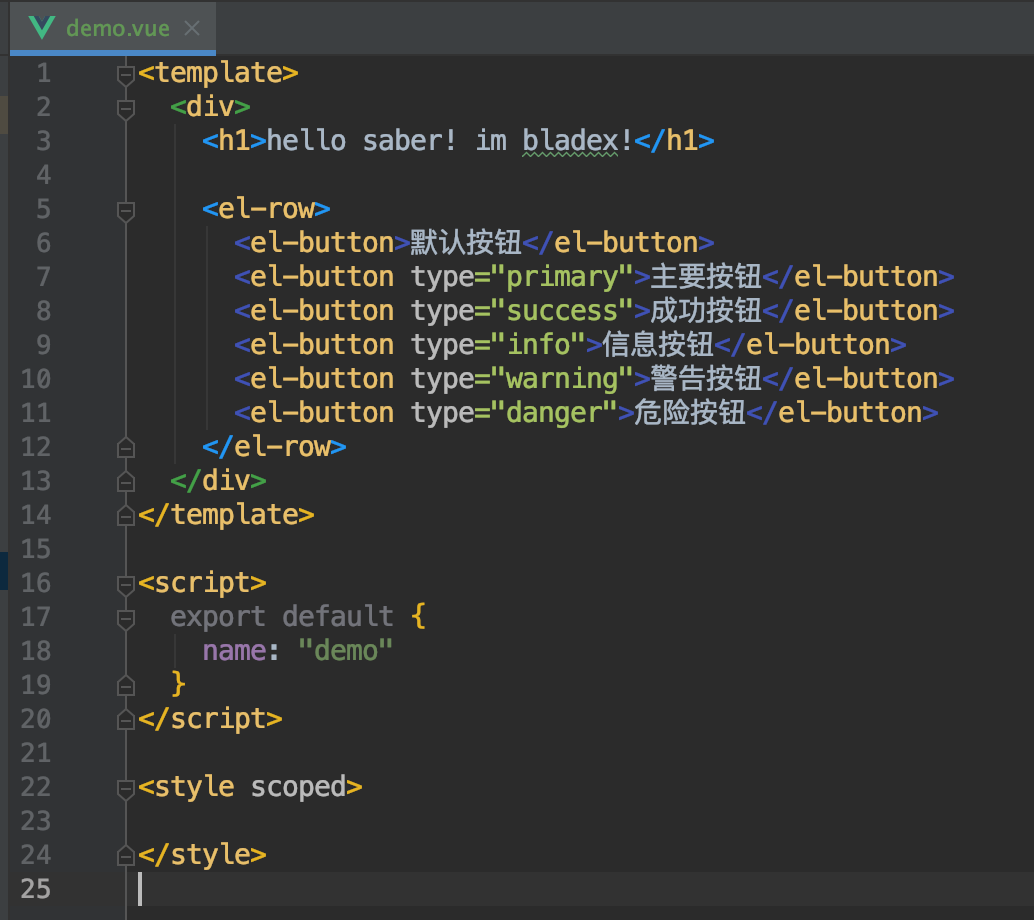 demo.vue
1 <template>
2   <div>
3     <h1>hello saber! im bladex!</h1>
4
5     <el-row>
6       <el-button>默认按钮</el-button>
7       <el-button type="primary">主要按钮</el-button>
8       <el-button type="success">成功按钮</el-button>
9       <el-button type="info">信息按钮</el-button>
10       <el-button type="warning">警告按钮</el-button>
11       <el-button type="danger">危险按钮</el-button>
12     </el-row>
13   </div>
14 </template>
15
16 <script>
17   export default {
18     name: "demo"
19   }
20 </script>
21
22 <style scoped>
23
24 </style>
25